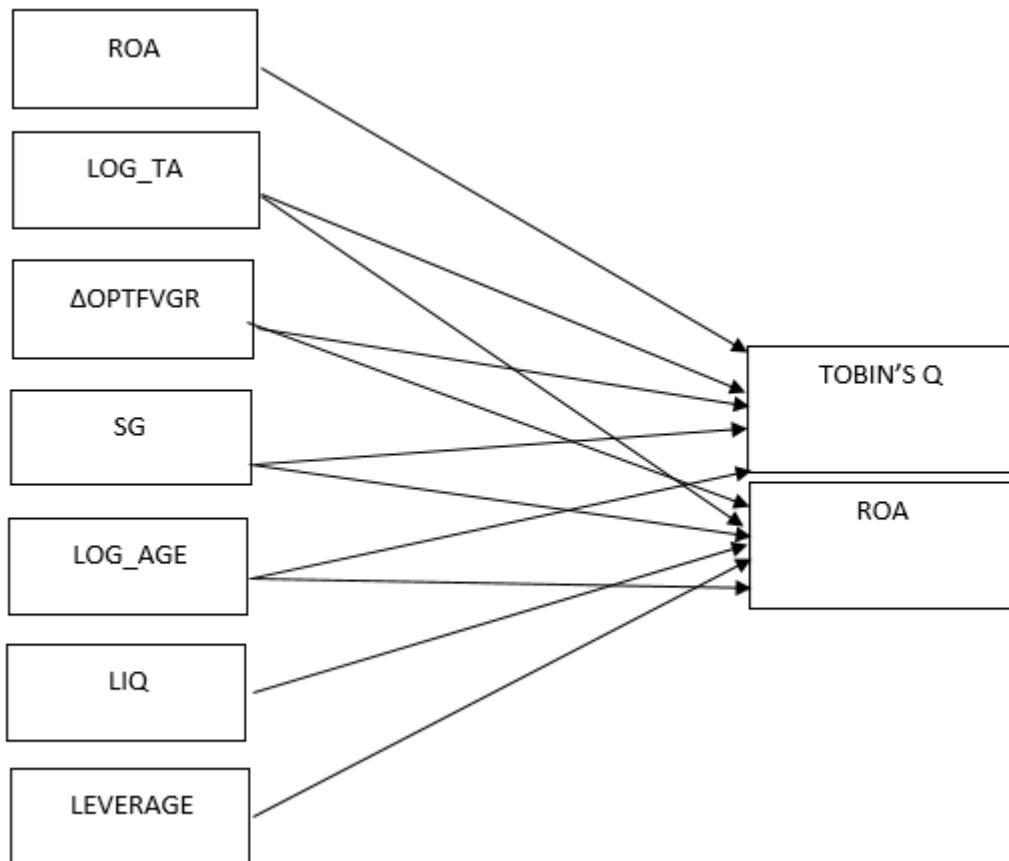 ROA
LOG_TA
ΔOPTFVGR
SG
LOG_AGE
LIQ
LEVERAGE
TOBIN’S Q
ROA